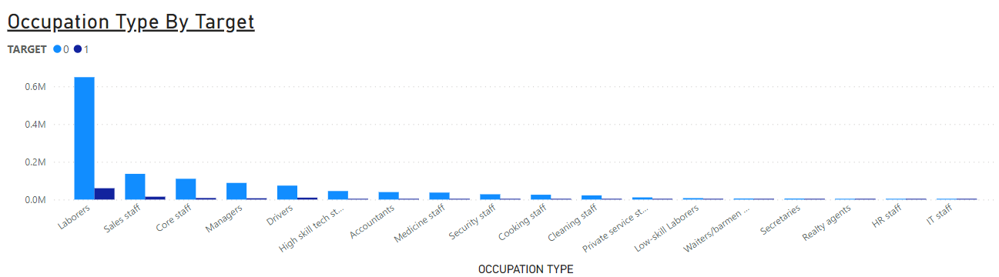 Occupation Type By Target
TARGET 0 1
0.6M
0.4M
0.2M
0.0M
Laborers
Sales staff
Core staff
Managers
Drivers
High skill tech st...
Accountants
Medicine staff
Security staff
Cooking staff
Cleaning staff
Private service st...
Low-skill Laborers
Waiters/barmen ...
Secretaries
Realty agents
HR staff
IT staff
OCCUPATION TYPE